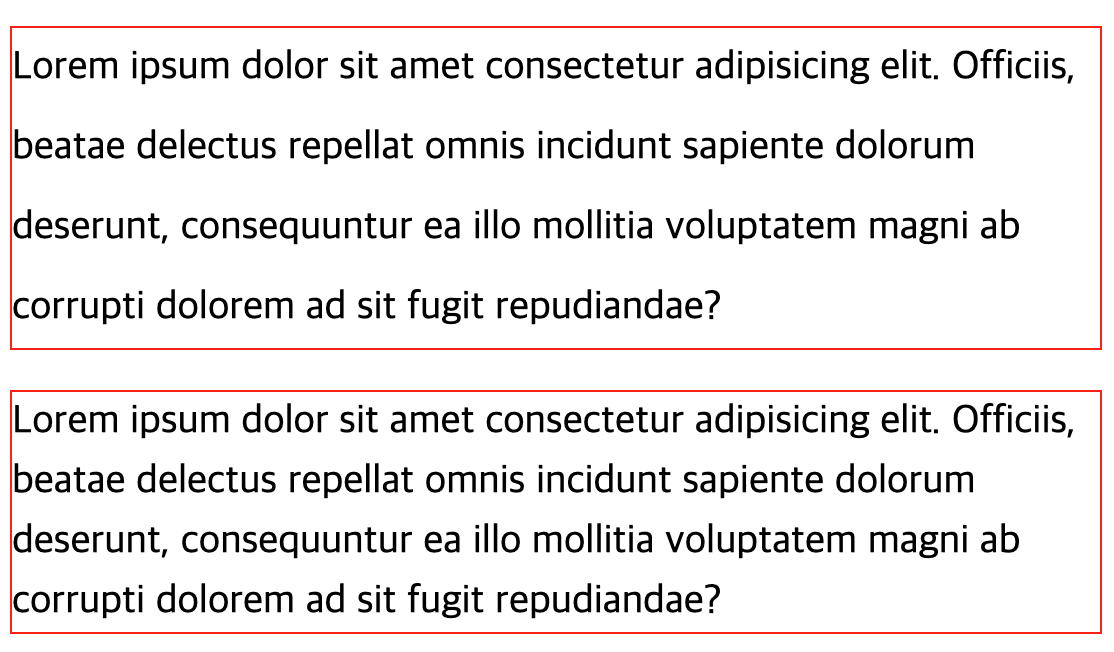 Lorem ipsum dolor sit amet consectetur adipisicing elit. Officiis,
beatae delectus repellat omnis incidunt sapiente dolorum
deserunt, consequuntur ea illo mollitia voluptatem magni ab
corrupti dolorem ad sit fugit repudiandae?
Lorem ipsum dolor sit amet consectetur adipisicing elit. Officiis,
beatae delectus repellat omnis incidunt sapiente dolorum
deserunt, consequuntur ea illo mollitia voluptatem magni ab
corrupti dolorem ad sit fugit repudiandae?